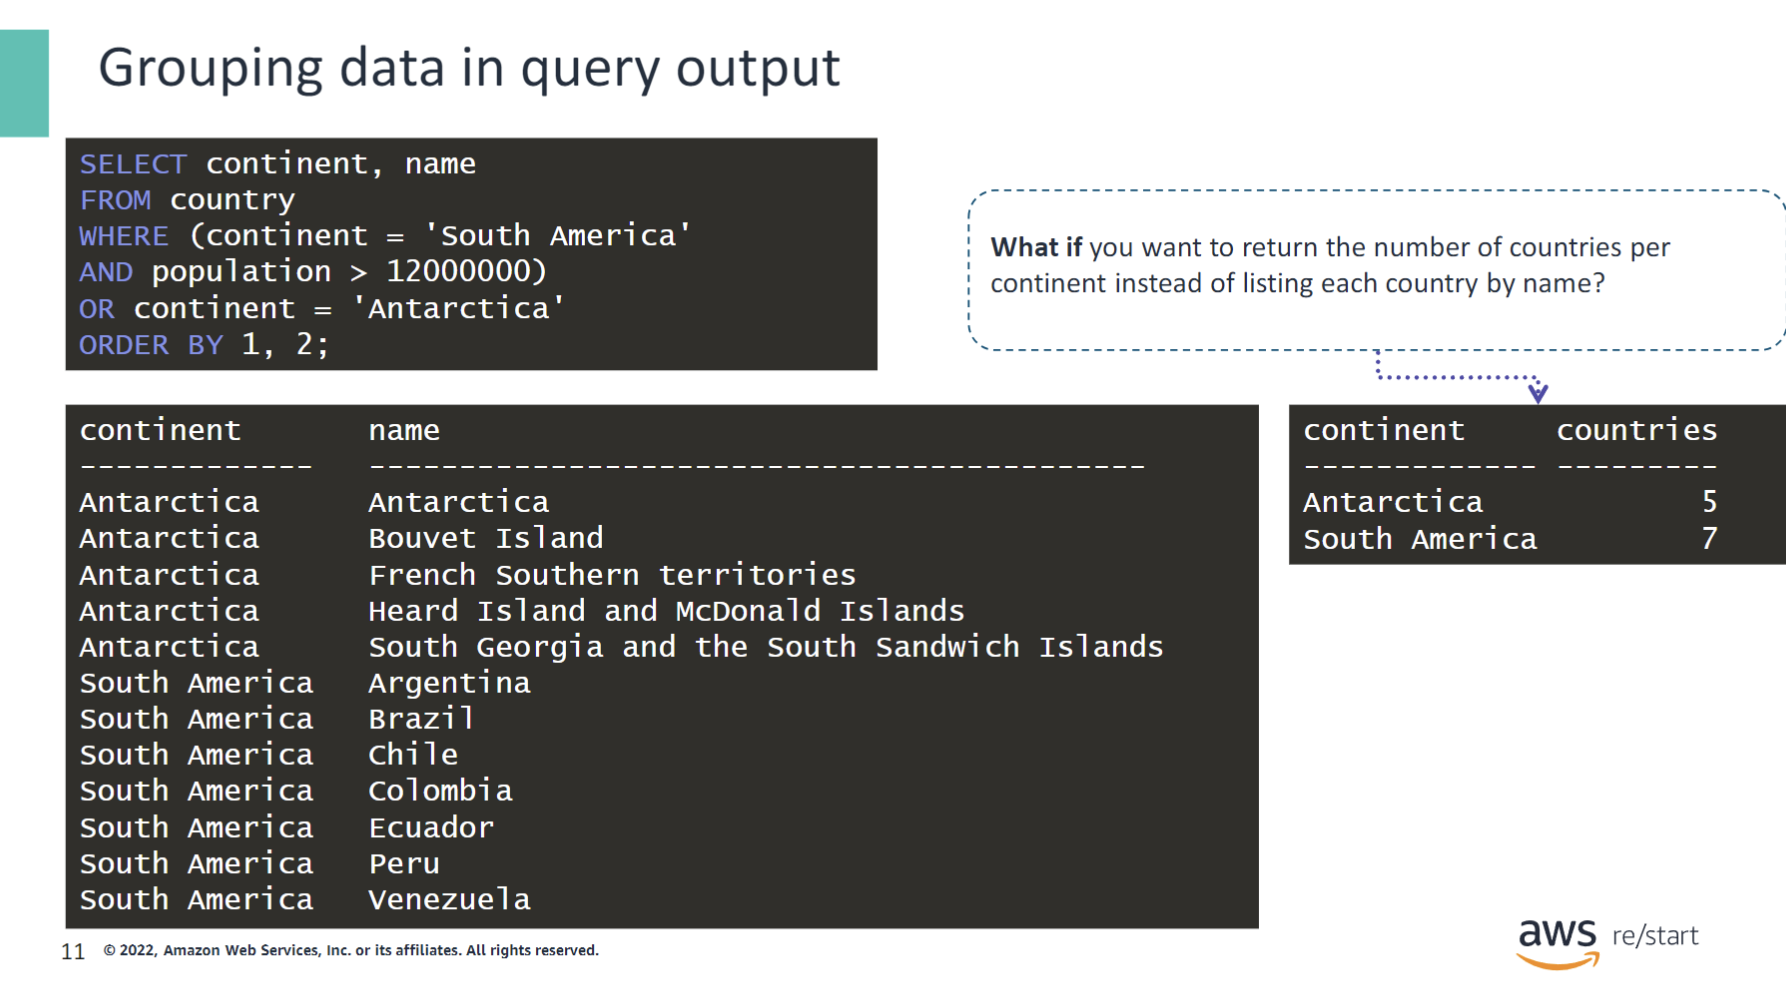 Grouping data in query output
SELECT continent, name
FROM country
WHERE (continent = 'South America'
AND population > 12000000)
OR continent = 'Antarctica'
ORDER BY 1, 2;
What if you want to return the number of countries per
continent instead of listing each country by name?
continent name
------------- -------------------------------------------
Antarctica Antarctica
Antarctica Bouvet Island
Antarctica French Southern territories
Antarctica Heard Island and McDonald Islands
Antarctica South Georgia and the South Sandwich Islands
South America Argentina
South America Brazil
South America Chile
South America Colombia
South America Ecuador
South America Peru
South America Venezuela
continent countries
------------- ---------
Antarctica 5
South America 7
11 © 2022, Amazon Web Services, Inc. or its affiliates. All rights reserved.
aws re/start